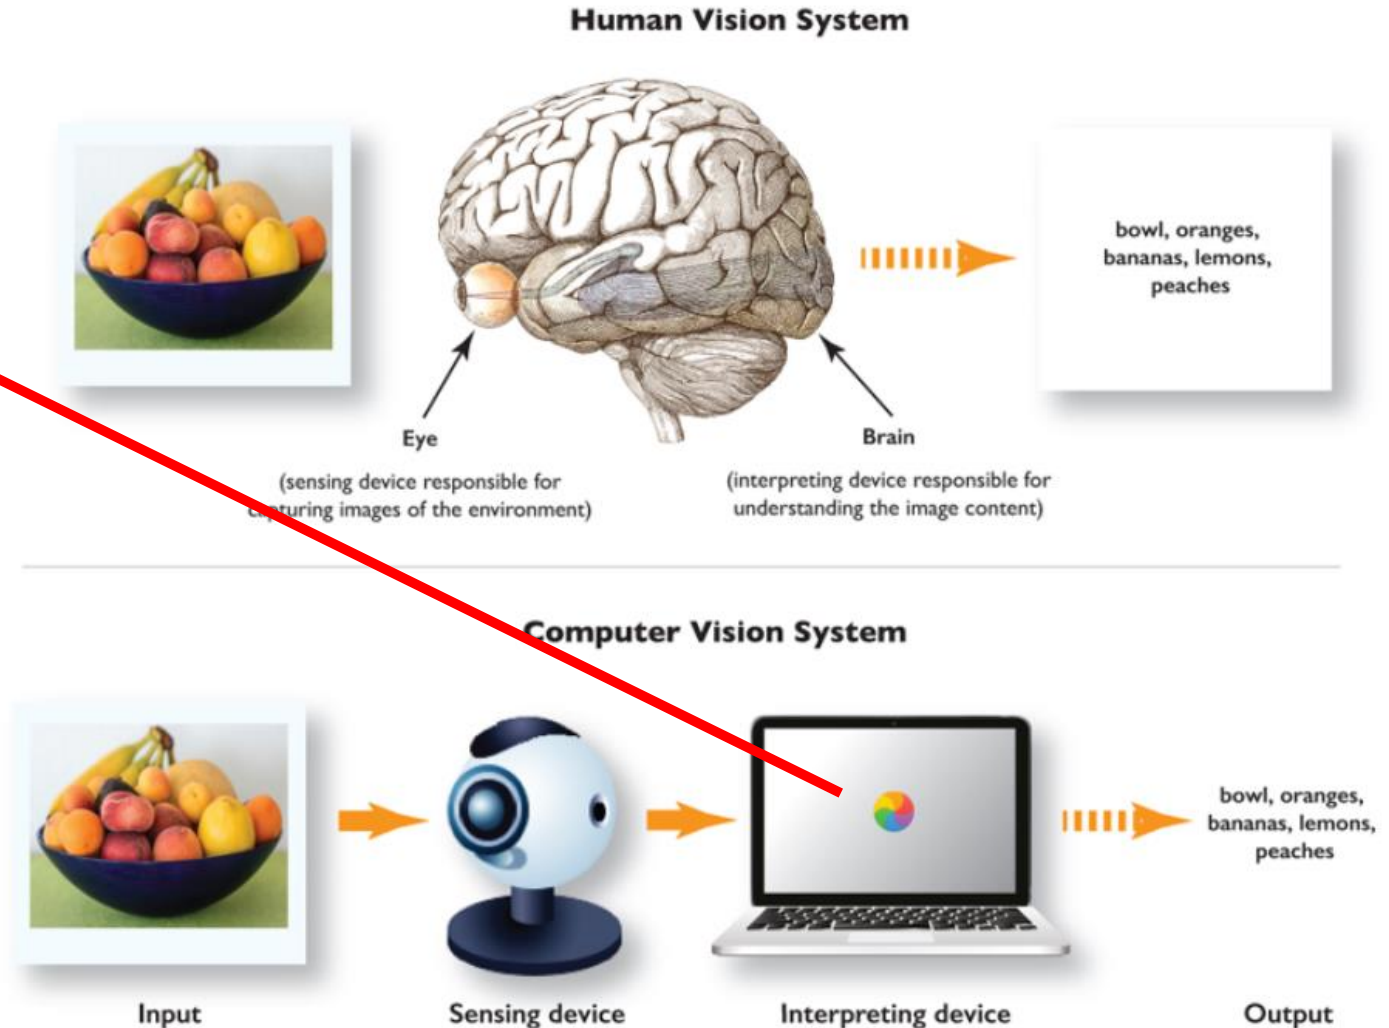 Human Vision System
bowl, oranges,
bananas, lemons,
peaches
Eye
(sensing device responsible for
capturing images of the environment)
Brain
(interpreting device responsible for
understanding the image content)
Computer Vision System
bowl, oranges,
bananas, lemons,
peaches
Input
Sensing device
Interpreting device
Output